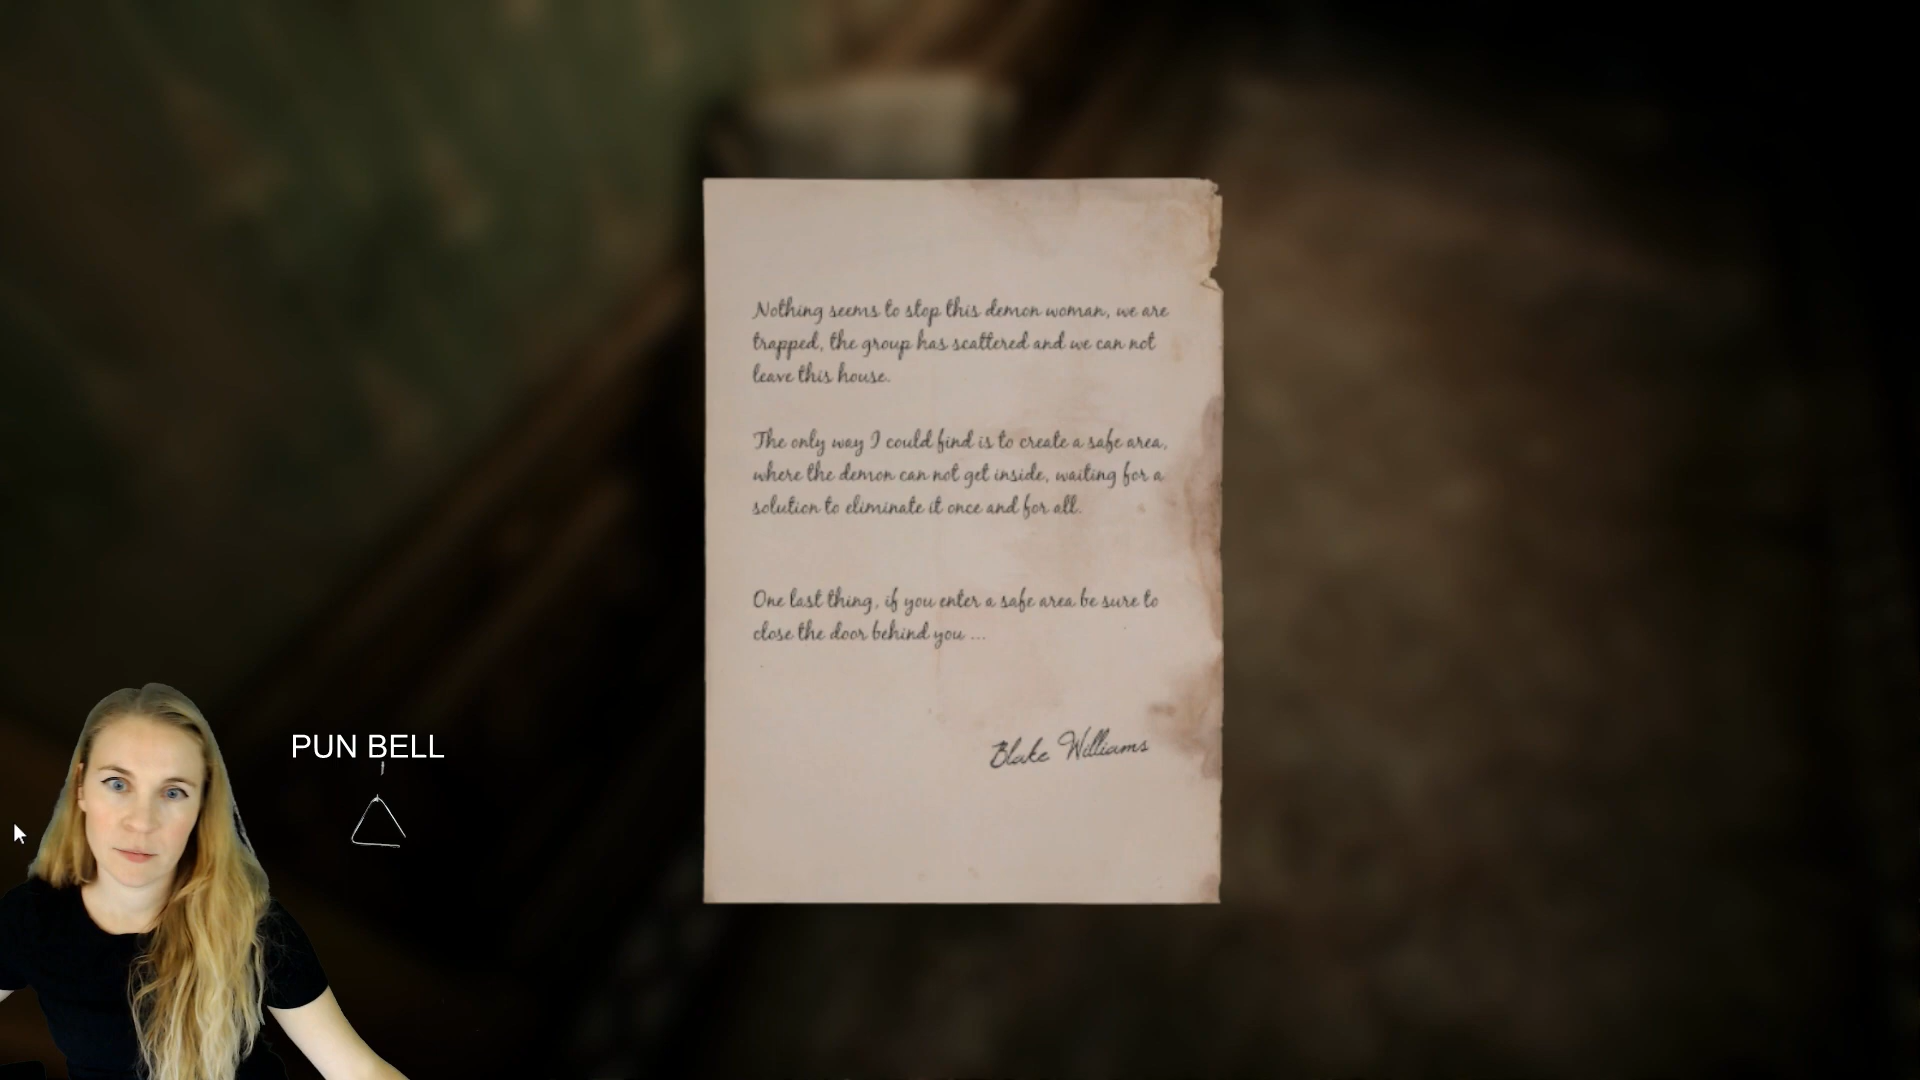 Nothing seems to stop this demon woman, we are
trapped, the group has scattered and we can not
leave this house.
The only way I could find is to create a safe area,
where the demon can not get inside, waiting for a
solution to eliminate it once and for all.
One last thing, if you enter a safe area be sure to
close the door behind you ...
Blake Williams
PUN BELL